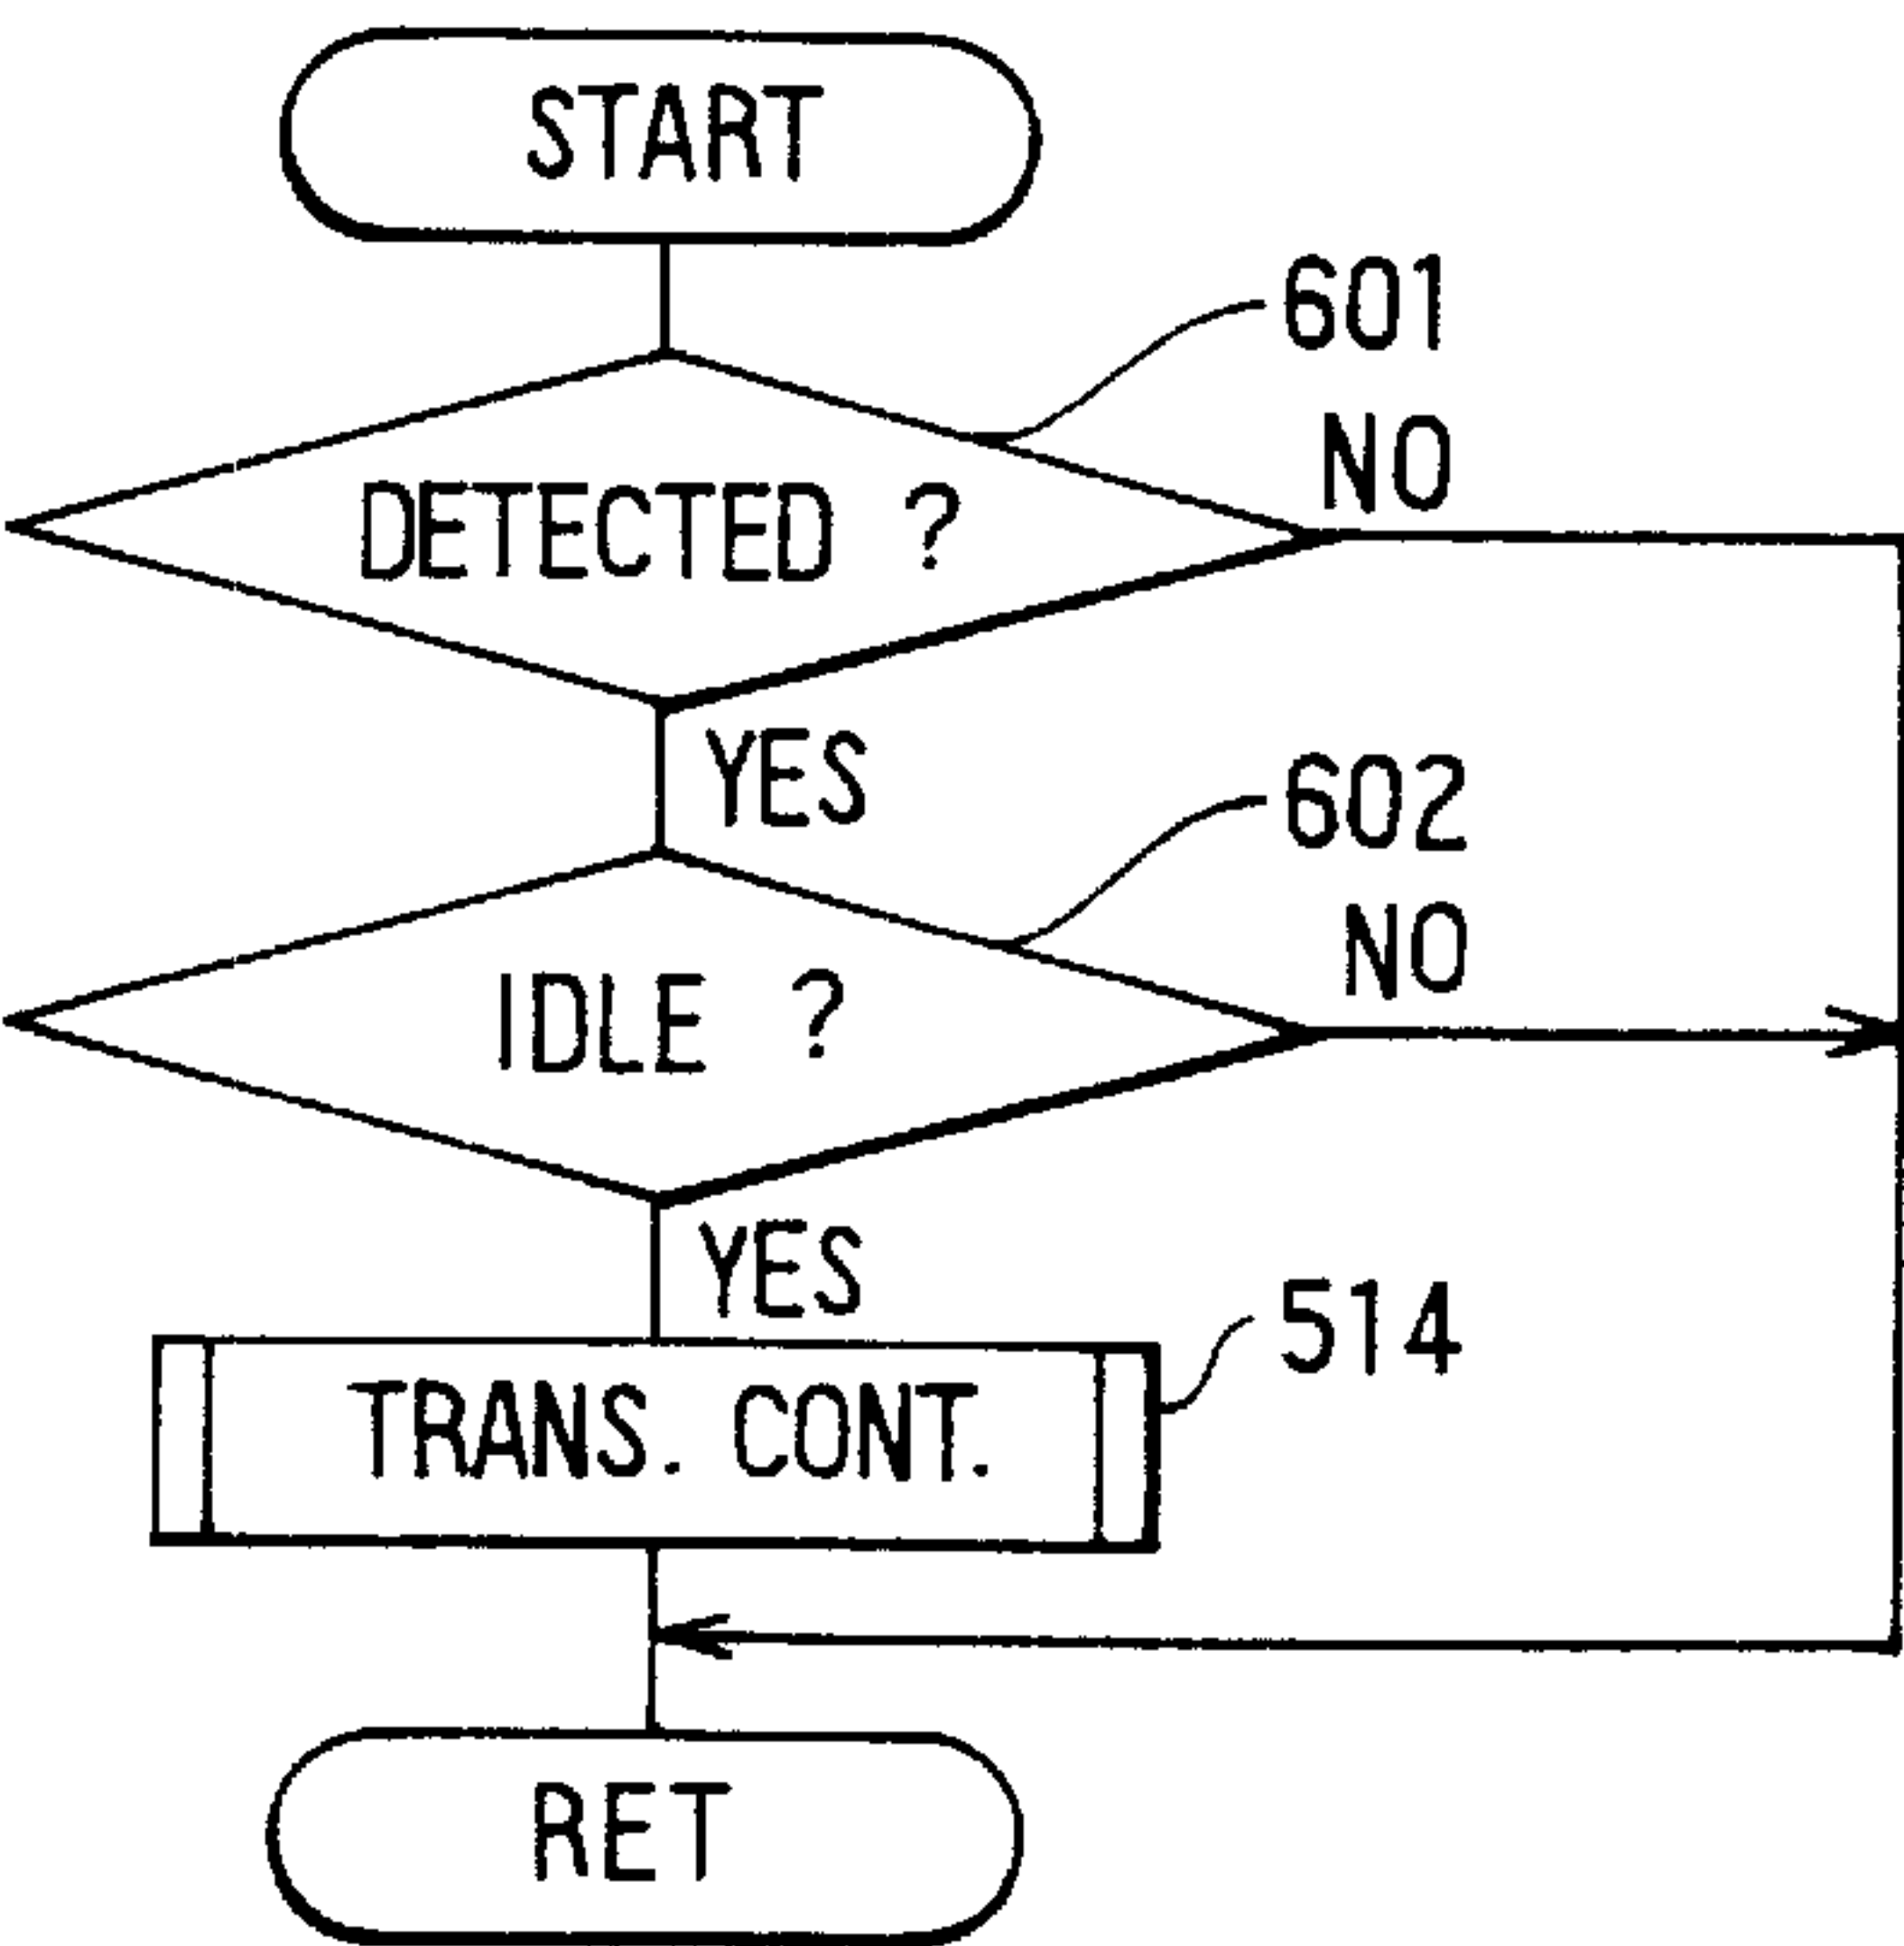 START
601
NO
DETECTED ?
YES
602
NO
IDLE ?
YES
514
TRANS. CONT.
RET